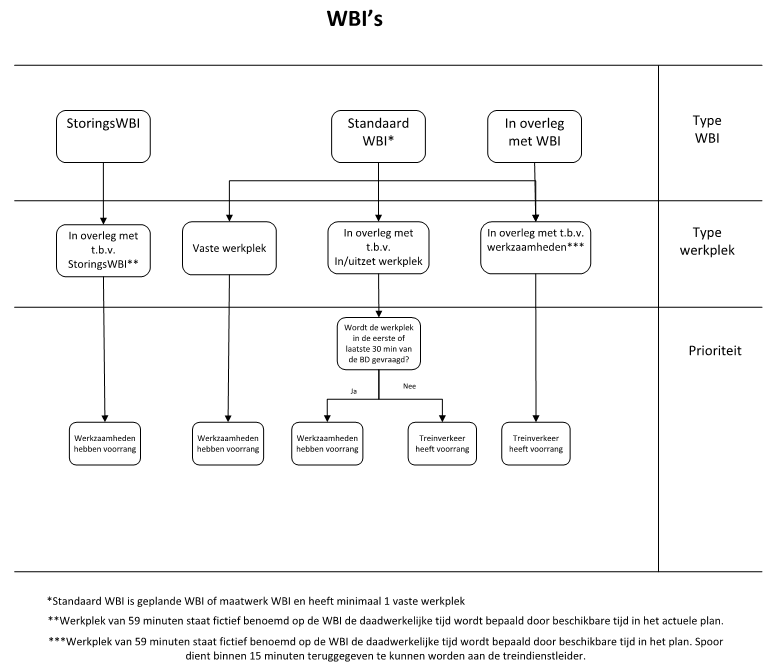 WBI's
StoringsWBI
Standaard
WBI*
In overleg
met WBI
Type
WBI
In overleg met
t.b.v.
StoringsWBI**
Vaste werkplek
In overleg met
t.b.v.
In/uitzet werkplek
In overleg met t.b.v.
werkzaamheden***
Type
werkplek
Wordt de werkplek
in de eerste of
laatste 30 min van
de BD gevraagd?
Prioriteit
Ja
Nee
Werkzaamheden
hebben voorrang
Werkzaamheden
hebben voorrang
Werkzaamheden
hebben voorrang
Treinverkeer
heeft voorrang
Treinverkeer
heeft voorrang
*Standaard WBI is geplande WBI of maatwerk WBI en heeft minimaal 1 vaste werkplek
**Werkplek van 59 minuten staat fictief benoemd op de WBI de daadwerkelijke tijd wordt bepaald door beschikbare tijd in het actuele plan.
***Werkplek van 59 minuten staat fictief benoemd op de WBI de daadwerkelijke tijd wordt bepaald door beschikbare tijd in het plan. Spoor
dient binnen 15 minuten teruggegeven te kunnen worden aan de treindienstleider.